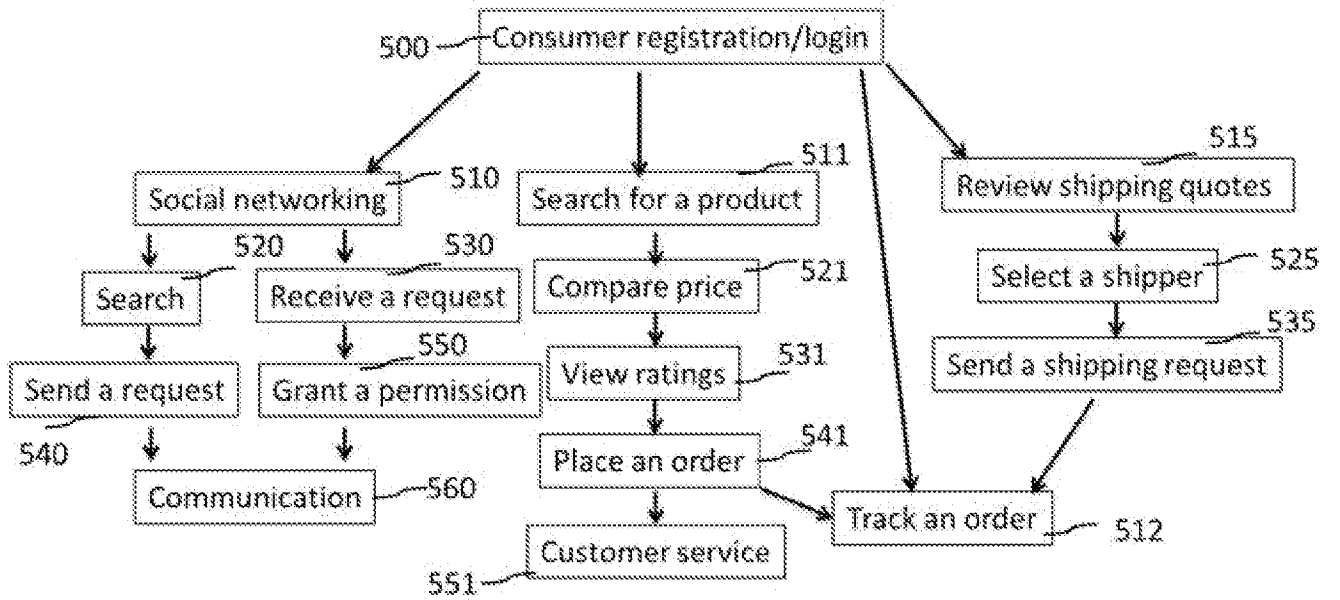 500 Consumer registration/login
515
511
510
Social networking
Search for a product
Review shipping quotes
520
530
521
525
Search
Receive a request
Compare price
Select a shipper
550
535
531
Send a request
Grant a permission
View ratings
Send a shipping request
540
541
Communication
560
Place an order
Track an order
512
Customer service
551